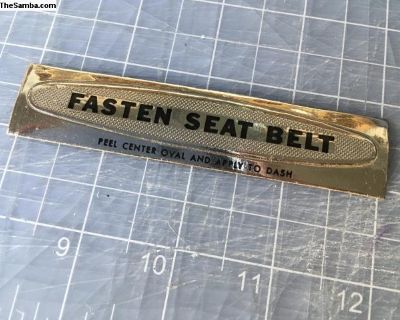 TheSamba.com
FASTEN SEAT BELT
PEEL CENTER OVAL AND APPLY TO DASH
9
10
11
12